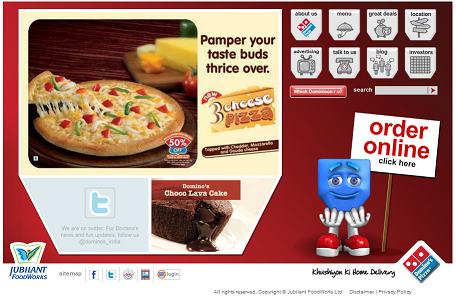 about us
menu
great deals
location
advertising
talk to us
blog
investors
Pamper your
taste buds
thrice over.
NEW
3 cheese
PIZZA
Topped with Cheddar, Mozzarella
and Gouda cheese
50%
OFF
Which Dominosn r u?
search
order
online
click here
Domino's
Choco Lava Cake
We are on twitter. For Domino's
news and fun updates, follow us
@dominos_india
JUBILANT
FOODWORKS
sitemap
login
Khushiyon Ki Home Delivery
Domino's
Pizza
All rights reserved. Copyright © Jubilant FoodWorks Ltd Disclaimer | Privacy Policy